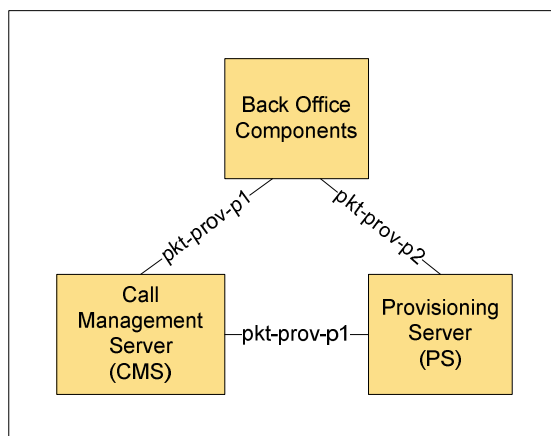 Back Office
Components
pkt-prov-p1
pkt-prov-p2
Call
Management
Server
(CMS)
pkt-prov-p1
Provisioning
Server
(PS)